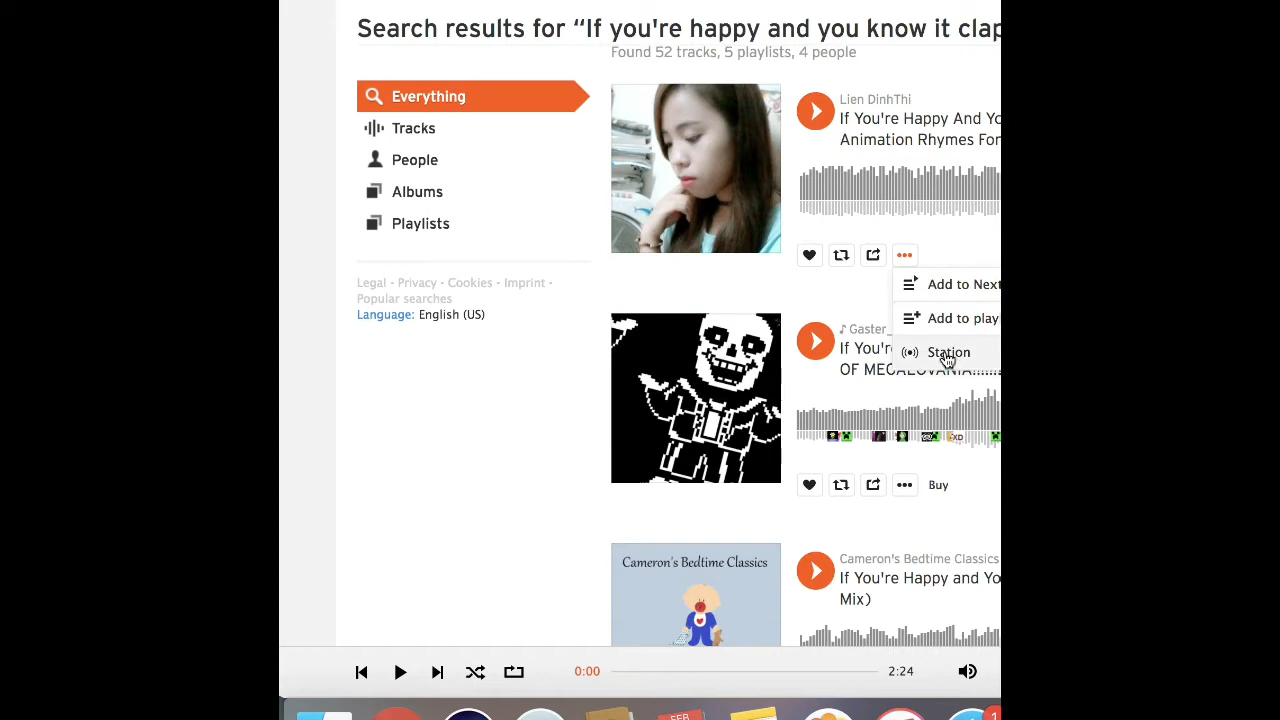 Search results for “If you're happy and you know it clap
Found 52 tracks, 5 playlists, 4 people
Everything
Tracks
People
Albums
Playlists
Legal - Privacy - Cookies - Imprint -
Popular searches
Language: English (US)
Lien DinhThi
If You're Happy And Yo
Animation Rhymes For
Add to Next
Add to play
Station
Gaster_
If You'r
OF MEGALOVANIA!.......
Buy
Cameron's Bedtime Classics
Cameron's Bedtime Classics
If You're Happy and Yo
Mix)
0:00
2:24
FEB
1